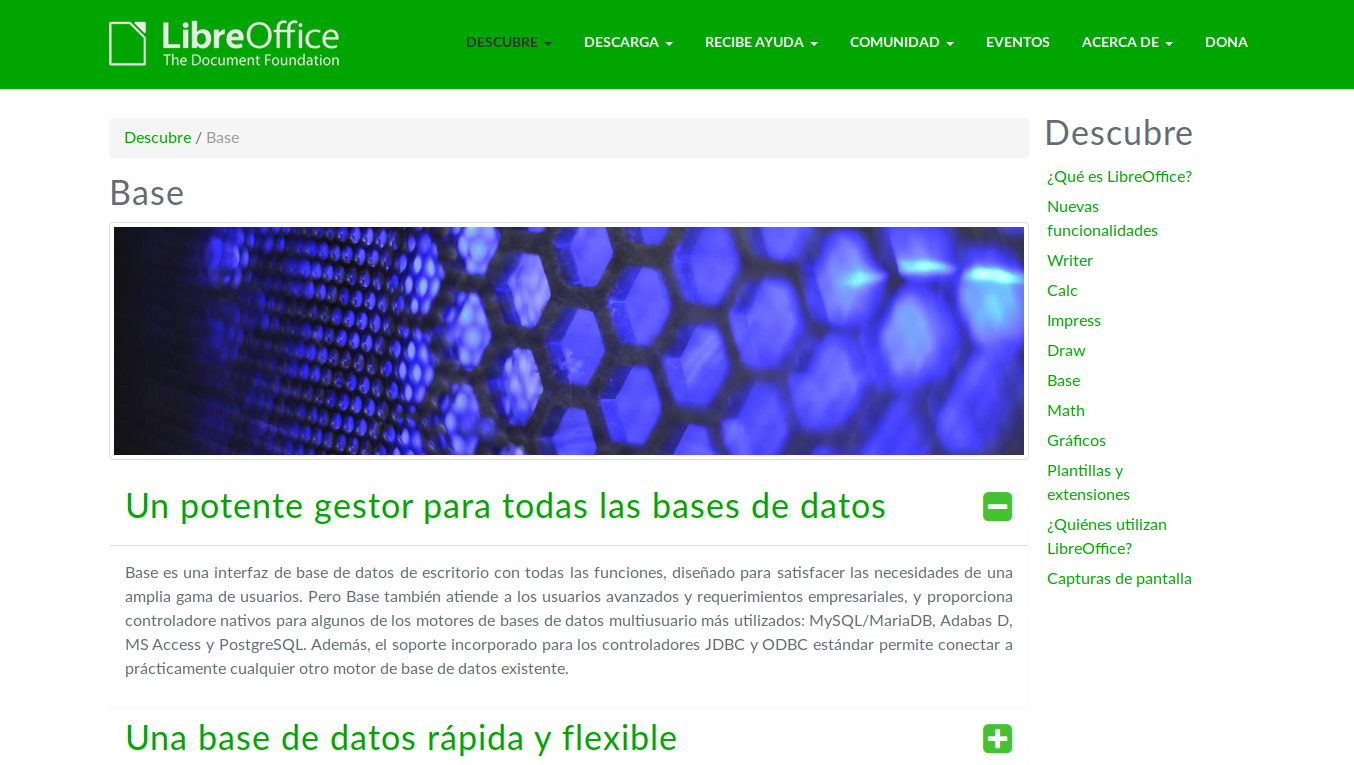 LibreOffice
The Document Foundation
DESCUBRE
DESCARGA
RECIBE AYUDA
COMUNIDAD
EVENTOS
ACERCA DE
DONA
Descubre / Base
Base
Un potente gestor para todas las bases de datos
Base es una interfaz de base de datos de escritorio con todas las funciones, diseñado para satisfacer las necesidades de una
amplia gama de usuarios. Pero Base también atiende a los usuarios avanzados y requerimientos empresariales, y proporciona
controladore nativos para algunos de los motores de bases de datos multiusuario más utilizados: MySQL/MariaDB, Adabas D,
MS Access y PostgreSQL. Además, el soporte incorporado para los controladores JDBC y ODBC estándar permite conectar a
prácticamente cualquier otro motor de base de datos existente.
Una base de datos rápida y flexible
Descubre
¿Qué es LibreOffice?
Nuevas
funcionalidades
Writer
Calc
Impress
Draw
Base
Math
Gráficos
Plantillas y
extensiones
¿Quiénes utilizan
LibreOffice?
Capturas de pantalla